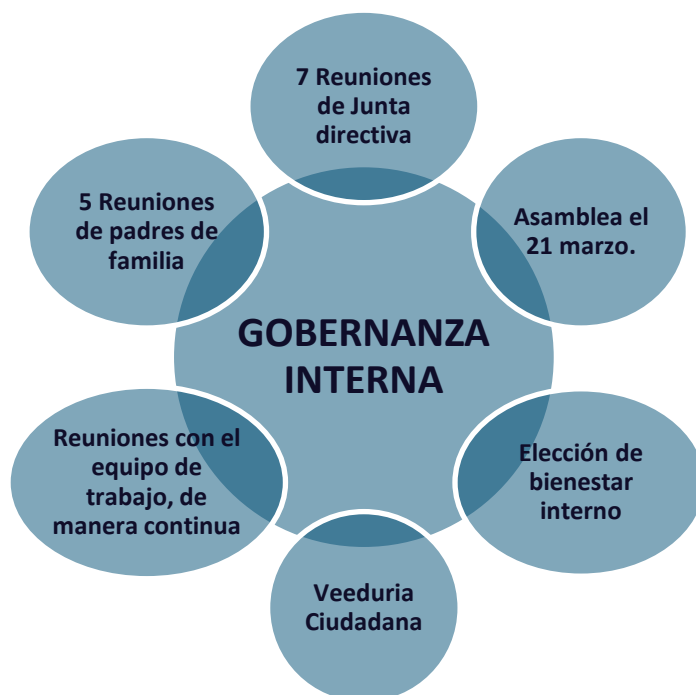 7 Reuniones
de Junta
directiva
5 Reuniones
de padres de
familia
Asamblea el
21 marzo.
GOBERNANZA
INTERNA
Reuniones con el
equipo de
trabajo, de
manera continua
Elección de
bienestar
interno
Veeduria
Ciudadana